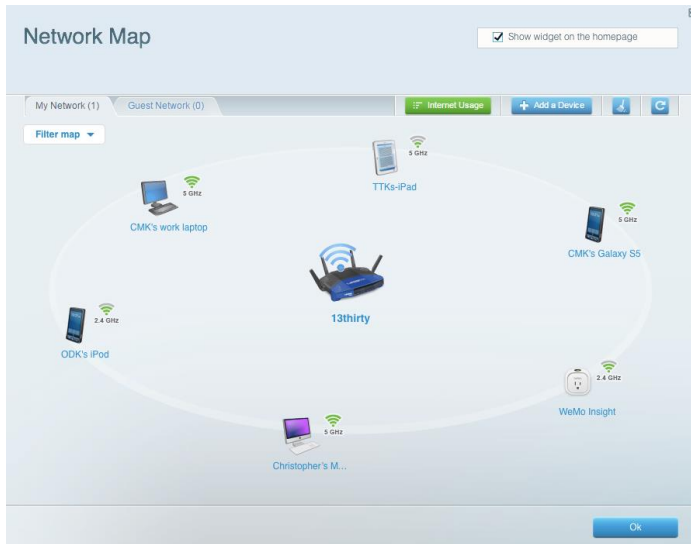 Network Map
Show widget on the homepage
My Network (1)
Guest Network (0)
Internet Usage
Add a Device
Filter map
5 GHz
TTKs-iPad
5 GHz
CMK's work laptop
5 GHz
CMK's Galaxy S5
13thirty
2.4 GHz
ODK's iPod
2.4 GHz
WeMo Insight
5 GHz
Christopher's M...
Ok